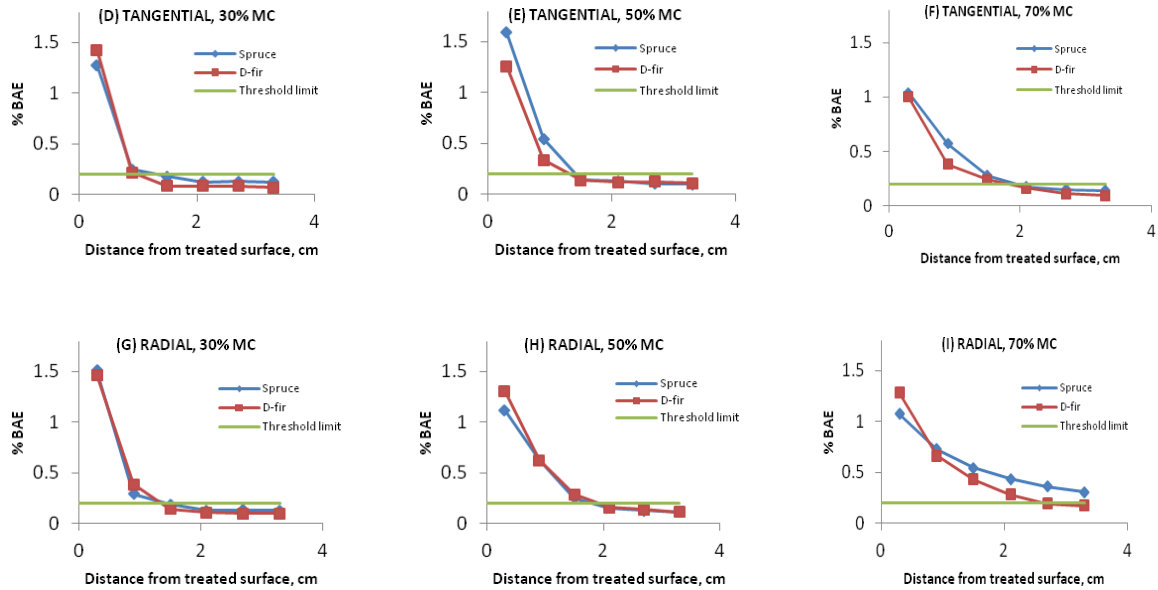 (D) TANGENTIAL, 30% MC
1.5
1
0.5
0
% BAE
0
2
4
Distance from treated surface, cm
Spruce
D-fir
Threshold limit
(E) TANGENTIAL, 50% MC
1.5
1
0.5
0
% BAE
0
2
4
Distance from treated surface, cm
Spruce
D-fir
Threshold limit
(F) TANGENTIAL, 70% MC
1.5
1
0.5
0
% BAE
0
2
4
Distance from treated surface, cm
Spruce
D-fir
Threshold limit
(G) RADIAL, 30% MC
1.5
1
0.5
0
% BAE
0
2
4
Distance from treated surface, cm
Spruce
D-fir
Threshold limit
(H) RADIAL, 50% MC
1.5
1
0.5
0
% BAE
0
2
4
Distance from treated surface, cm
Spruce
D-fir
Threshold limit
(I) RADIAL, 70% MC
1.5
1
0.5
0
% BAE
0
2
4
Distance from treated surface, cm
Spruce
D-fir
Threshold limit